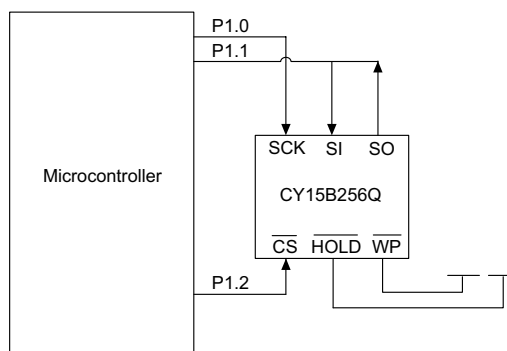 P1.0
P1.1
SCK SI SO
Microcontroller
CY15B256Q
CS HOLD WP
P1.2